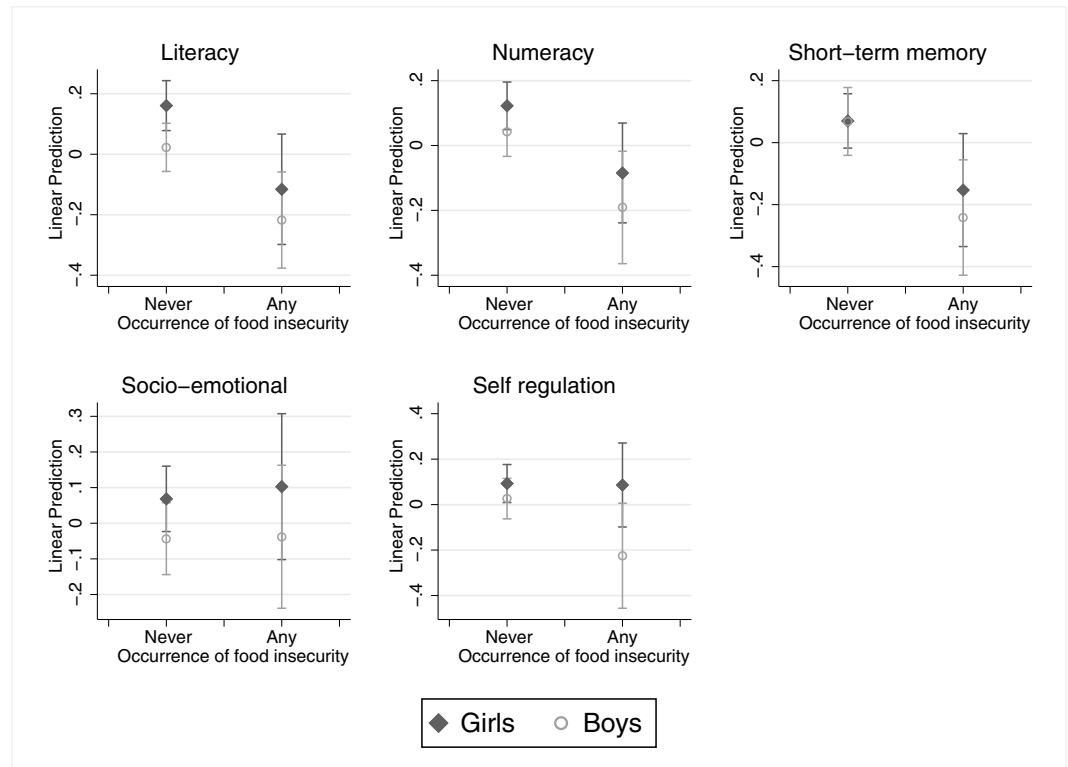 Literacy
Linear Prediction
.2
0
-.2
-.4
Never Any
Occurrence of food insecurity
Numeracy
Linear Prediction
.2
0
-.2
-.4
Never Any
Occurrence of food insecurity
Short-term memory
Linear Prediction
.2
0
-.2
-.4
Never Any
Occurrence of food insecurity
Socio-emotional
Linear Prediction
.3
.2
.1
0
-.1
-.2
Never Any
Occurrence of food insecurity
Self regulation
Linear Prediction
.4
.2
0
-.2
-.4
Never Any
Occurrence of food insecurity
Girls Boys